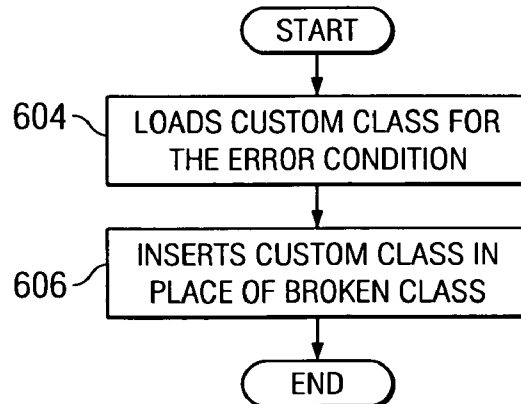 START
604
LOADS CUSTOM CLASS FOR
THE ERROR CONDITION
606
INSERTS CUSTOM CLASS IN
PLACE OF BROKEN CLASS
END